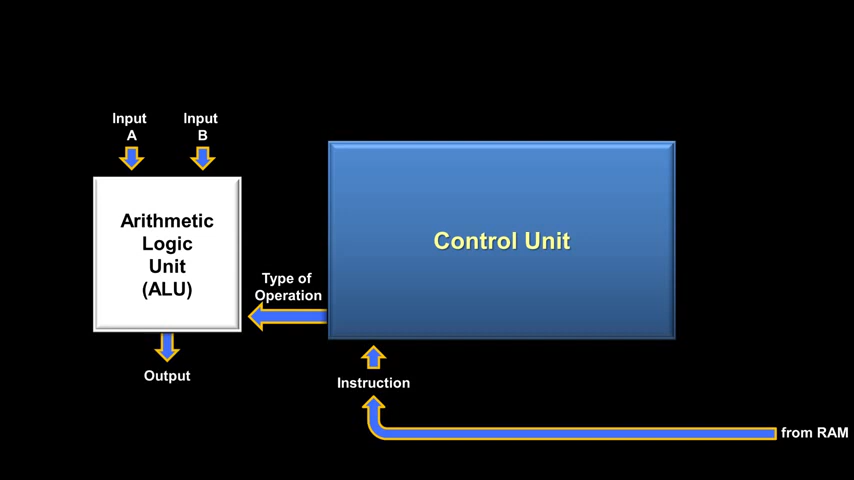 Input
A
Input
B
Arithmetic
Logic
Unit
(ALU)
Control Unit
Type of
Operation
Output
Instruction
from RAM